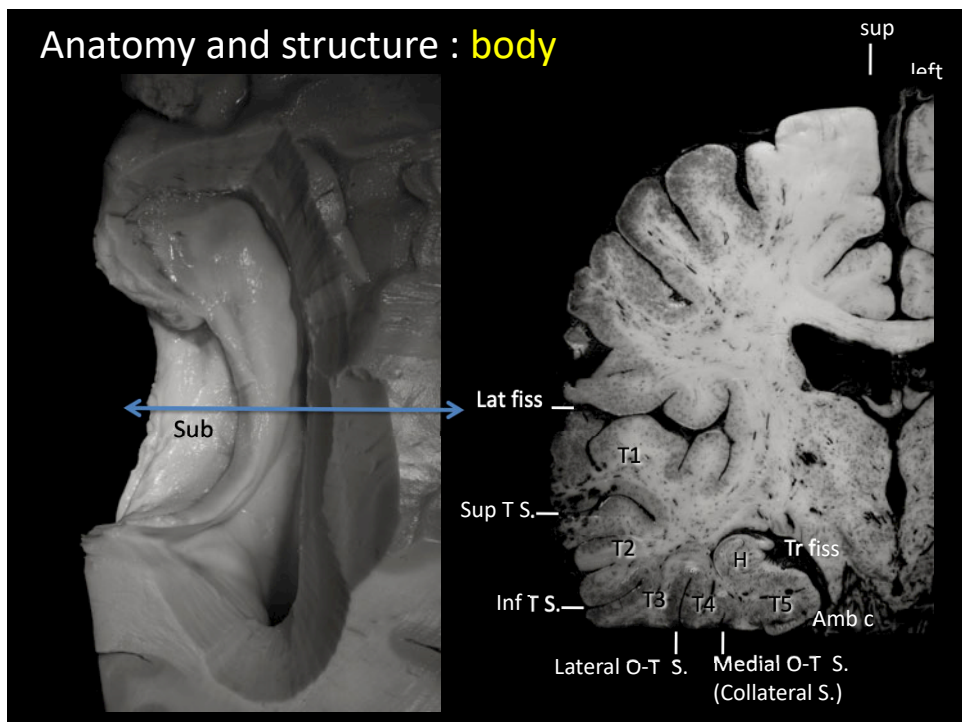 Anatomy and structure : body
sup
left
Sub
Lat fiss
T1
Sup T S.
T2
H
Tr fiss
Inf T S.
T3
T4
T5
Amb c
Lateral O-T S.
Medial O-T S.
(Collateral S.)